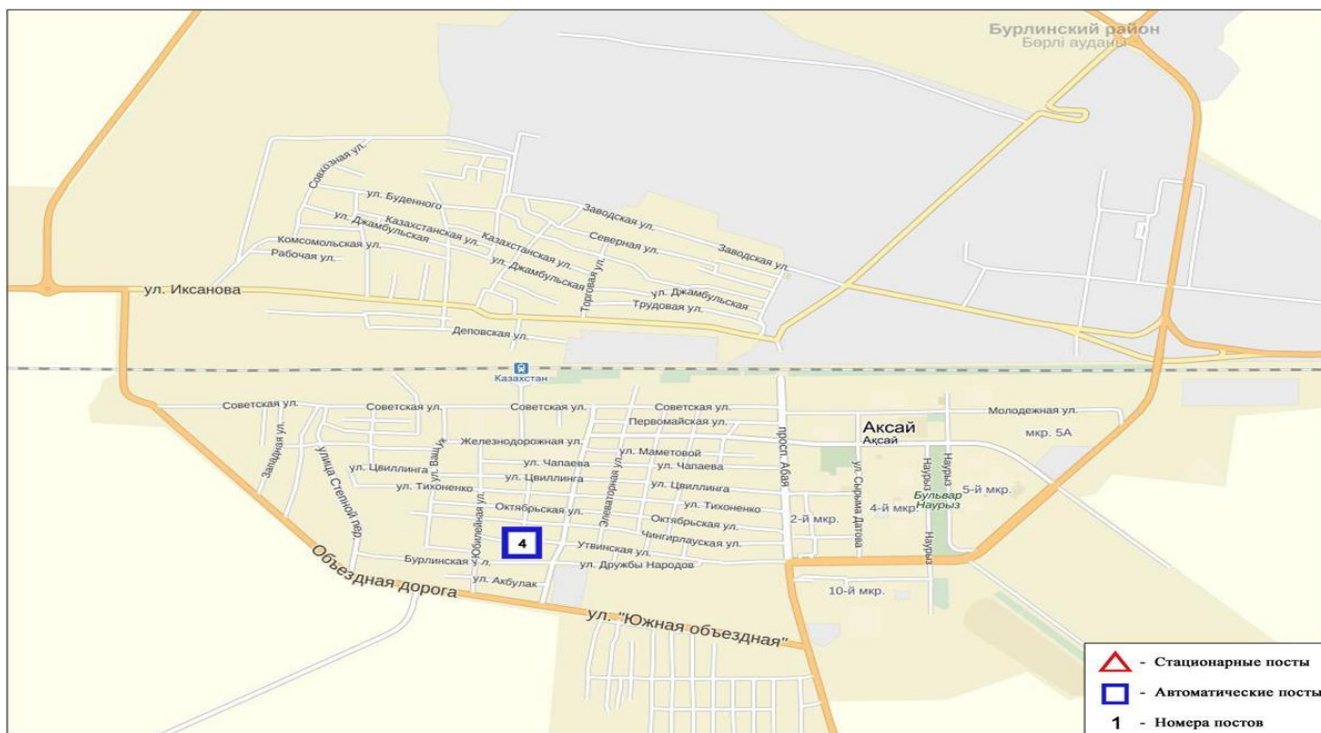 Бурлинский район
Бөрлі ауданы
Совхозная ул.
ул. Буденного
Заводская ул.
ул. Джамбульская
Казахстанская ул.
Казахстанская ул.
Северная ул.
Заводская ул.
Комсомольская ул.
Рабочая ул.
ул. Джамбульская
Торговая ул.
ул. Джамбульская
Трудовая ул.
ул. Иксанова
Деповская ул.
Казахстан
Советская ул.
Советская ул.
Советская ул.
Советская ул.
Молодежная ул.
Первомайская ул.
Аксай
Ақсай
мкр. 5А
просп. Абая
Западная ул.
улица Степной пер.
ул. Ващук
Железнодорожная ул.
ул. Маметовой
ул. Цвиллинга
ул. Чапаева
ул. Чапаева
Элеваторная ул.
ул. Сырыма Датова
Наурыз
Наурыз
ул. Тихоненко
ул. Цвиллинга
ул. Цвиллинга
5-й мкр.
Бульвар
Наурыз
Юбилейная ул.
Октябрьская ул.
ул. Тихоненко
4-й мкр.
2-й мкр.
Октябрьская ул.
4
Утвинская ул.
Чингирлауская ул.
Наурыз
Объездная дорога
Бурлинская ул.
ул. Дружбы Народов
ул. Акбулак
10-й мкр.
ул. "Южная объездная"
- Стационарные посты
- Автоматические посты
1 - Номера постов